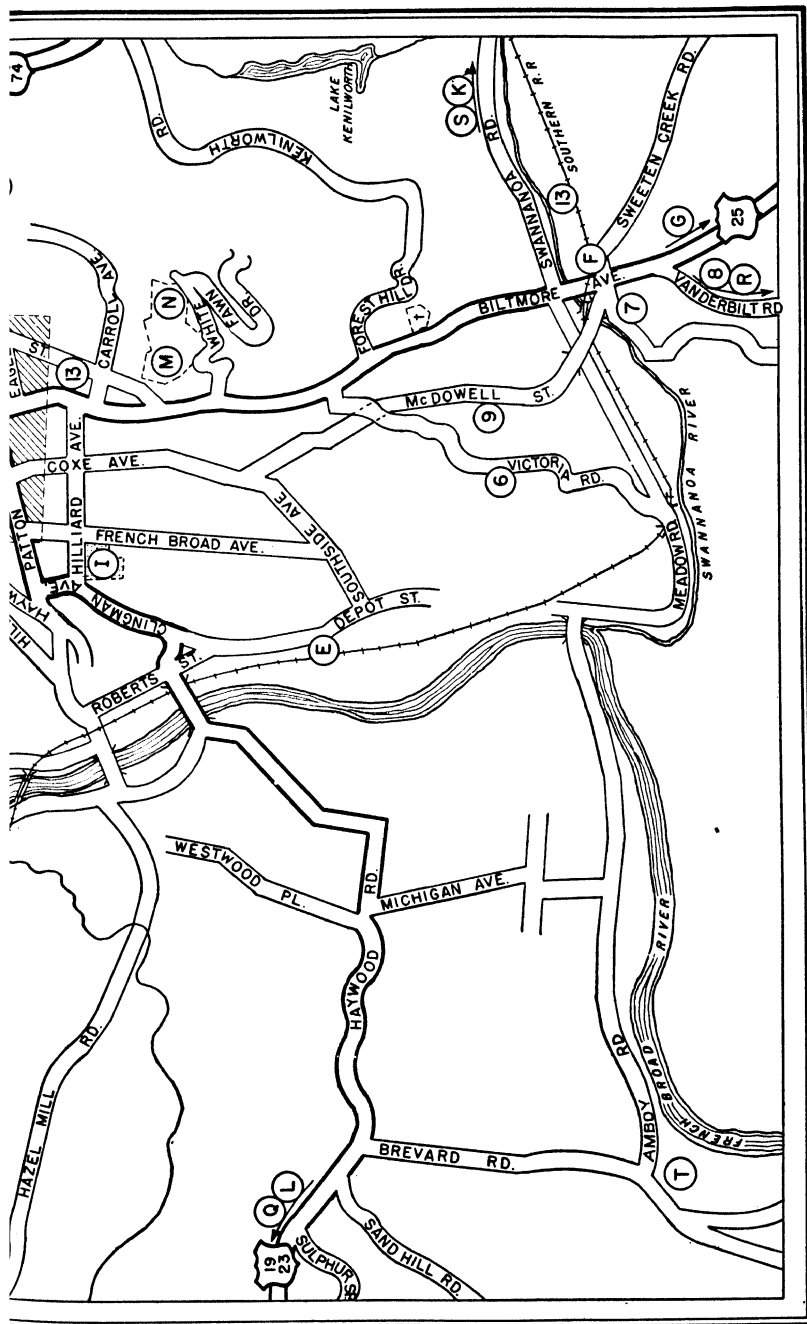 74
RD.
KENILWORTH
LAKE
KENILWORTH
S
K
SWANNANOA
RD.
SOUTHERN R.R
13
SWEETEN CREEK RD.
F
G
25
8
R
VANDERBILT RD
7
BILTMORE AVE.
FOREST HILL DR.
CARROLL AVE.
N
M
WHITE
FAWN
DR
EAGLE
13
McDOWELL ST.
9
COXE AVE.
HILLIARD AVE.
PATTON
AVE
6
VICTORIA RD.
SOUTHSIDE AVE
FRENCH BROAD AVE.
I
CLINGMAN
DEPOT ST.
E
ROBERTS ST.
MEADOW RD.
SWANNANOA RIVER
WESTWOOD PL.
MICHIGAN AVE.
HAYWOOD RD.
HAZEL MILL RD.
BREVARD RD.
AMBOY RD
FRENCH BROAD RIVER
T
Q
L
19
23
SULPHUR
SAND HILL RD.